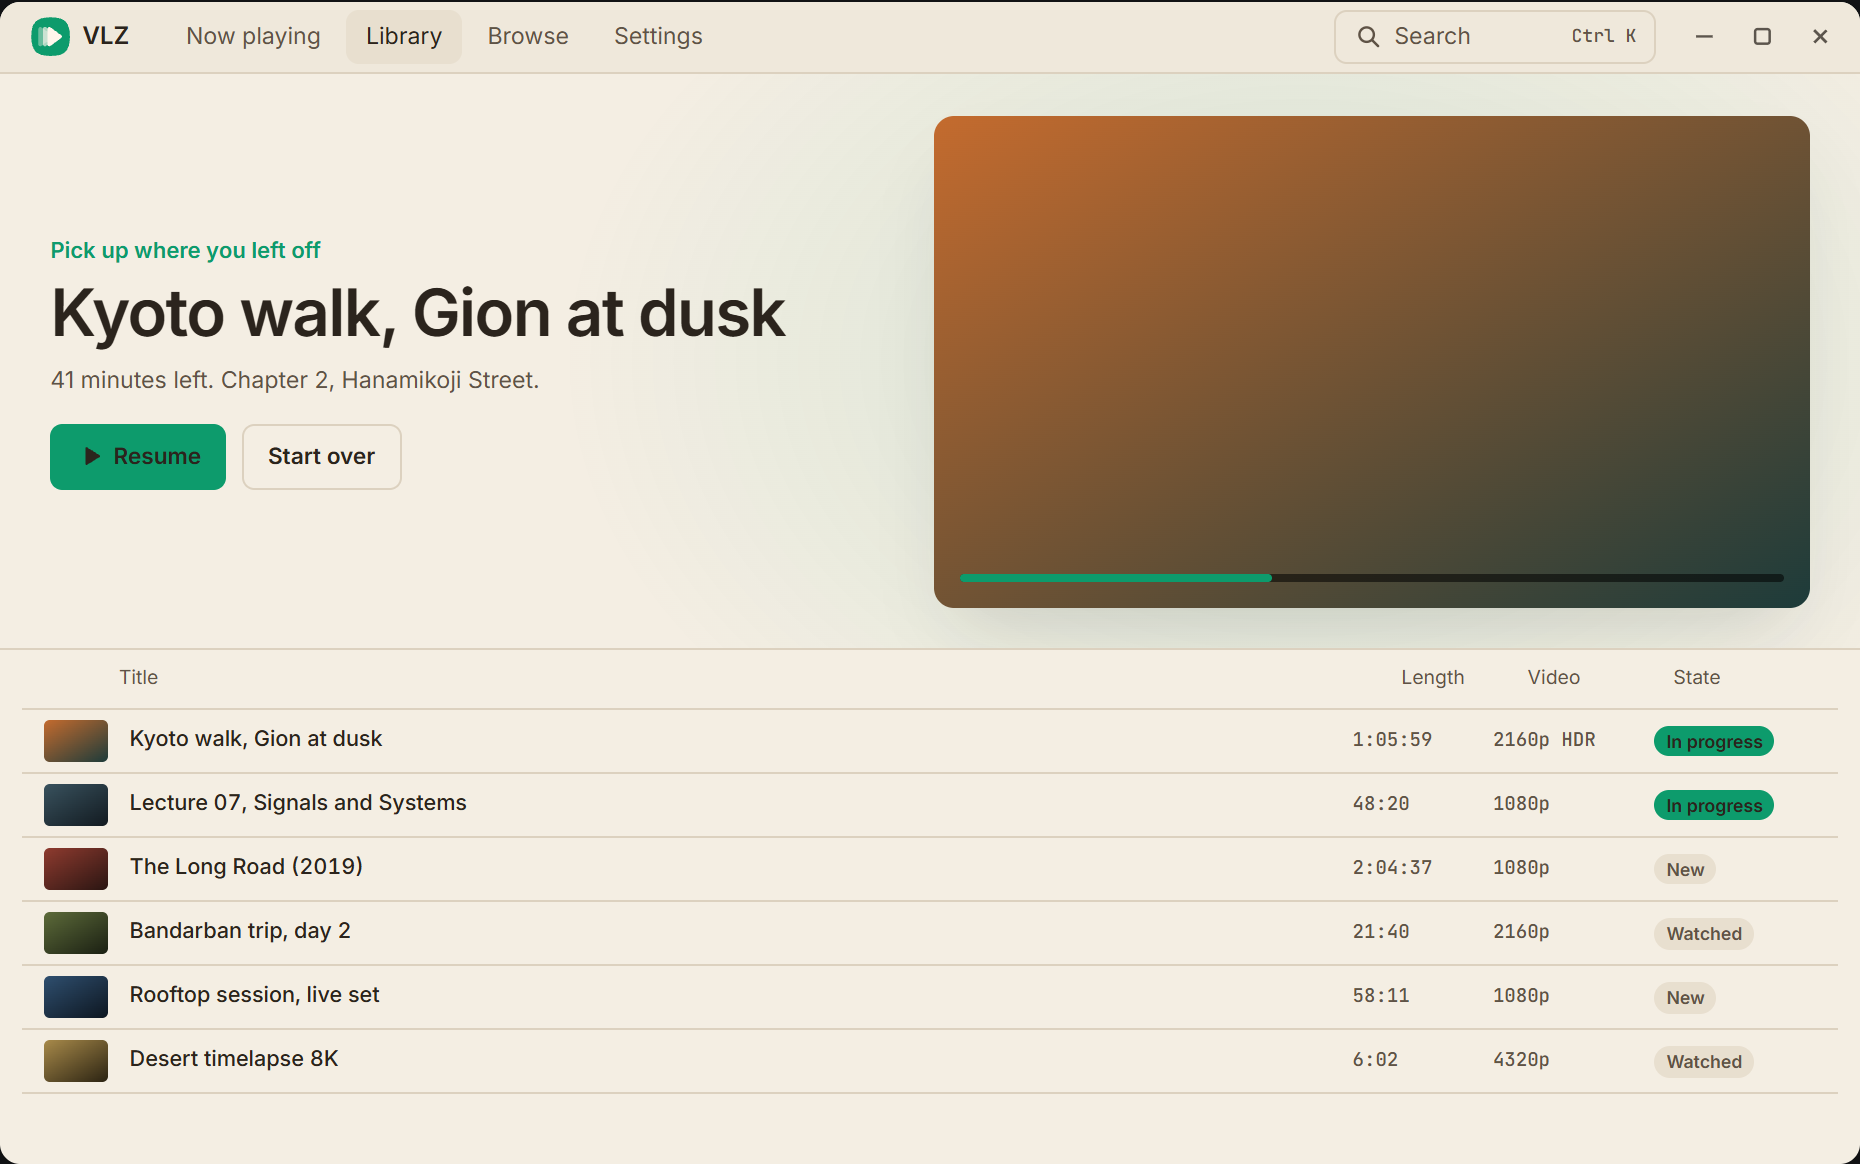 VLZ Now playing Library Browse Settings Search Ctrl K
Pick up where you left off
Kyoto walk, Gion at dusk
41 minutes left. Chapter 2, Hanamikoji Street.
Resume Start over
Title Length Video State
Kyoto walk, Gion at dusk 1:05:59 2160p HDR In progress
Lecture 07, Signals and Systems 48:20 1080p In progress
The Long Road (2019) 2:04:37 1080p New
Bandarban trip, day 2 21:40 2160p Watched
Rooftop session, live set 58:11 1080p New
Desert timelapse 8K 6:02 4320p Watched